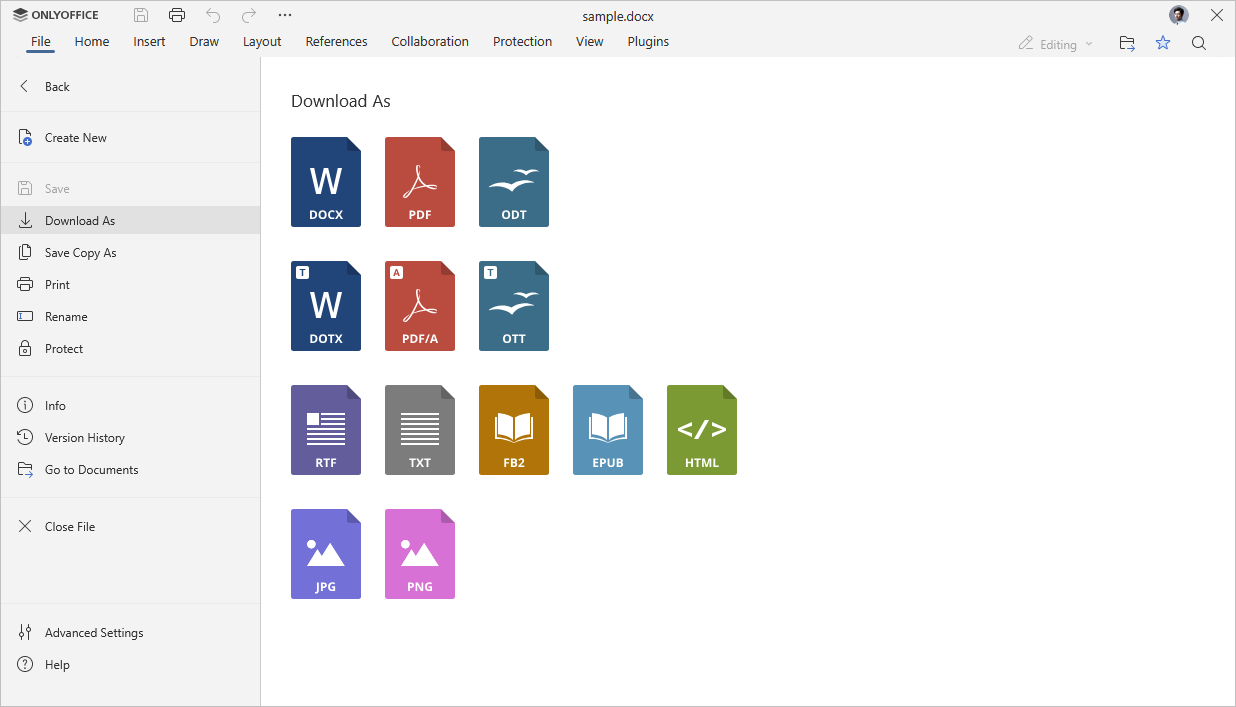 ONLYOFFICE
sample.docx
File Home Insert Draw Layout References Collaboration Protection View Plugins
Editing
Back
Create New
Save
Download As
Save Copy As
Print
Rename
Protect
Info
Version History
Go to Documents
Close File
Advanced Settings
Help
Download As
W W
DOCX PDF ODT
T A T
W
DOTX PDF/A OTT
</>
RTF TXT FB2 EPUB HTML
JPG PNG